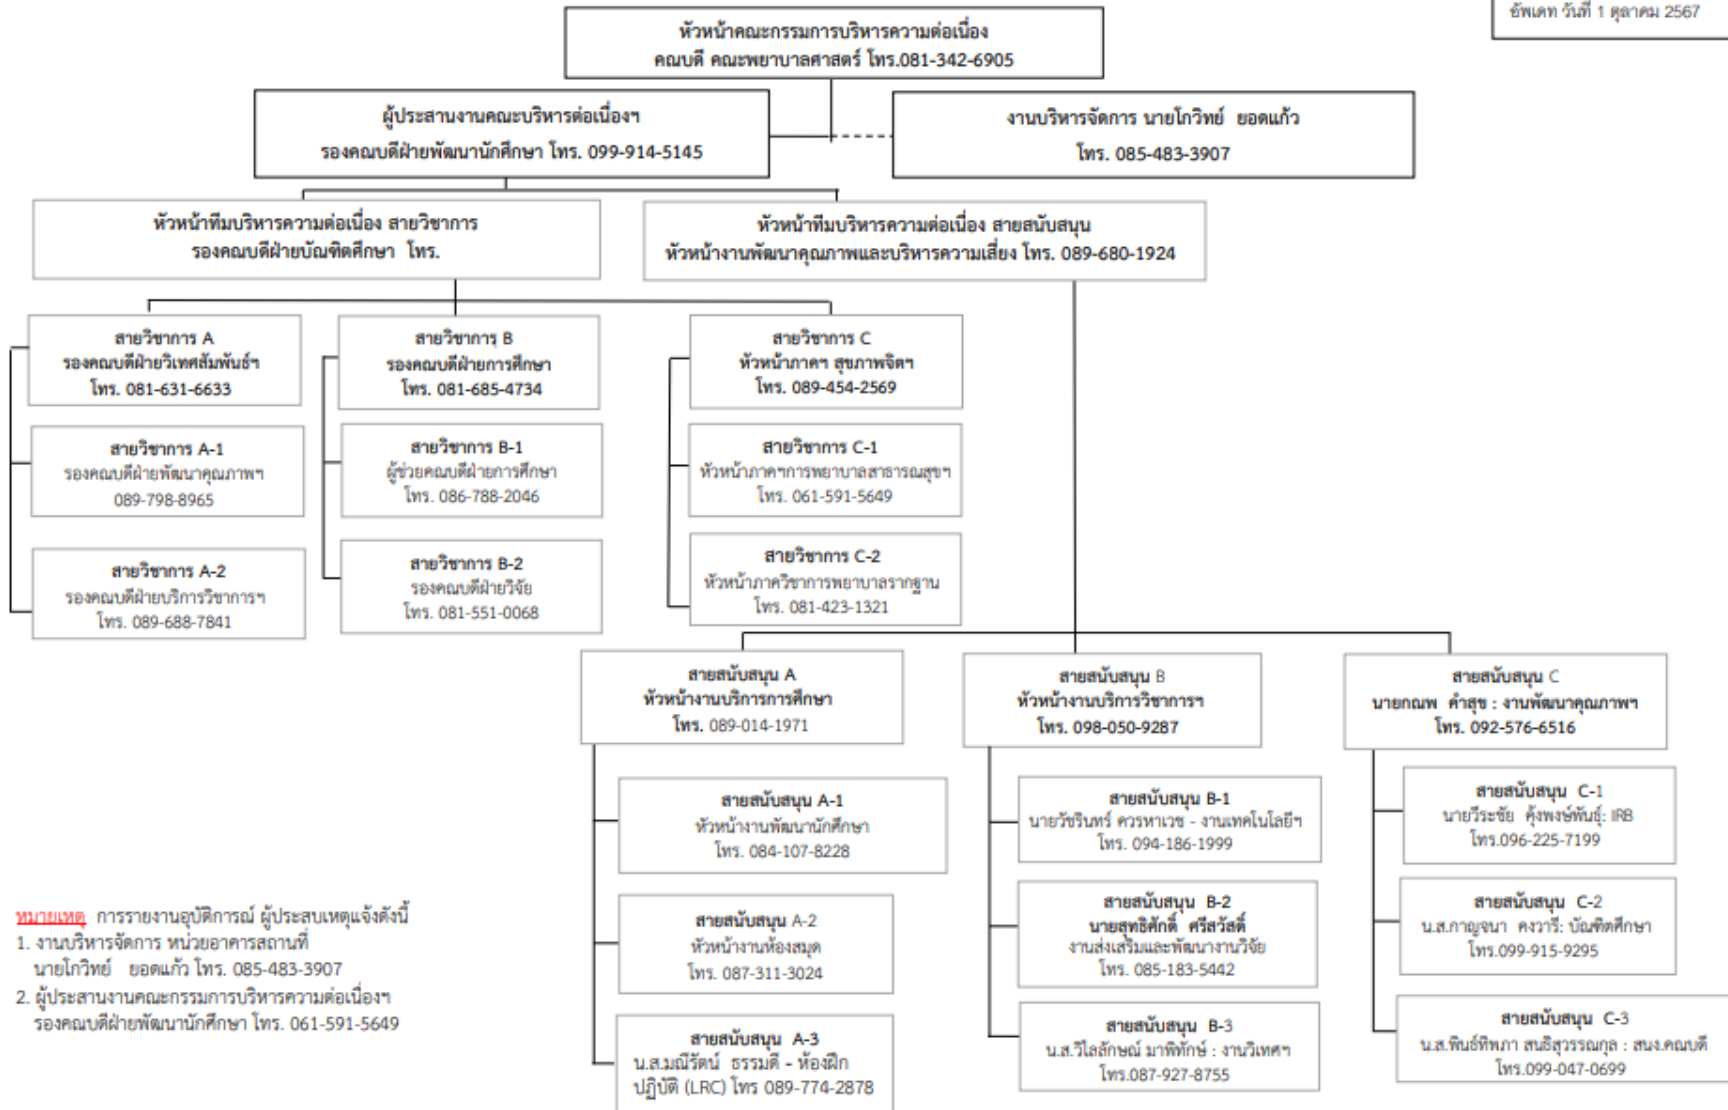 อัพเดท วันที่ 1 ตุลาคม 2567
หัวหน้าคณะกรรมการบริหารความต่อเนื่อง
คณบดี คณะพยาบาลศาสตร์ โทร.081-342-6905
ผู้ประสานงานคณะบริหารต่อเนื่องฯ
รองคณบดีฝ่ายพัฒนานักศึกษา โทร. 099-914-5145
งานบริหารจัดการ นายโกวิทย์ ยอดแก้ว
โทร. 085-483-3907
หัวหน้าทีมบริหารความต่อเนื่อง สายวิชาการ
รองคณบดีฝ่ายบัณฑิตศึกษา โทร.
หัวหน้าทีมบริหารความต่อเนื่อง สายสนับสนุน
หัวหน้างานพัฒนาคุณภาพและบริหารความเสี่ยง โทร. 089-680-1924
สายวิชาการ A
รองคณบดีฝ่ายวิเทศสัมพันธ์ฯ
โทร. 081-631-6633
สายวิชาการ B
รองคณบดีฝ่ายการศึกษา
โทร. 081-685-4734
สายวิชาการ C
หัวหน้าภาคฯ สุขภาพจิตฯ
โทร. 089-454-2569
สายวิชาการ A-1
รองคณบดีฝ่ายพัฒนาคุณภาพฯ
089-798-8965
สายวิชาการ B-1
ผู้ช่วยคณบดีฝ่ายการศึกษา
โทร. 086-788-2046
สายวิชาการ C-1
หัวหน้าภาคฯการพยาบาลสาธารณสุขฯ
โทร. 061-591-5649
สายวิชาการ A-2
รองคณบดีฝ่ายบริการวิชาการฯ
โทร. 089-688-7841
สายวิชาการ B-2
รองคณบดีฝ่ายวิจัย
โทร. 081-551-0068
สายวิชาการ C-2
หัวหน้าภาควิชาการพยาบาลรากฐาน
โทร. 081-423-1321
สายสนับสนุน A
หัวหน้างานบริการการศึกษา
โทร. 089-014-1971
สายสนับสนุน B
หัวหน้างานบริการวิชาการฯ
โทร. 098-050-9287
สายสนับสนุน C
นายกณพ คำสุข : งานพัฒนาคุณภาพฯ
โทร. 092-576-6516
สายสนับสนุน A-1
หัวหน้างานพัฒนานักศึกษา
โทร. 084-107-8228
สายสนับสนุน B-1
นายวัชรินทร์ ควรหาเวช - งานเทคโนโลยีฯ
โทร. 094-186-1999
สายสนับสนุน C-1
นายวีระชัย คุ้งพงษ์พันธุ์: IRB
โทร.096-225-7199
สายสนับสนุน A-2
หัวหน้างานห้องสมุด
โทร. 087-311-3024
สายสนับสนุน B-2
นายสุทธิศักดิ์ ศรีสวัสดิ์
งานส่งเสริมและพัฒนางานวิจัย
โทร. 085-183-5442
สายสนับสนุน C-2
น.ส.กาญจนา คงวารี: บัณฑิตศึกษา
โทร.099-915-9295
สายสนับสนุน A-3
น.ส.มณีรัตน์ ธรรมดี - ห้องฝึก
ปฏิบัติ (LRC) โทร 089-774-2878
สายสนับสนุน B-3
น.ส.วิไลลักษณ์ มาพิทักษ์ : งานวิเทศฯ
โทร.087-927-8755
สายสนับสนุน C-3
น.ส.พินธ์ทิพภา สนธิสุวรรณกุล : สนง.คณบดี
โทร.099-047-0699
หมายเหตุ การรายงานอุบัติการณ์ ผู้ประสบเหตุแจ้งดังนี้
1. งานบริหารจัดการ หน่วยอาคารสถานที่
นายโกวิทย์ ยอดแก้ว โทร. 085-483-3907
2. ผู้ประสานงานคณะกรรมการบริหารความต่อเนื่องฯ
รองคณบดีฝ่ายพัฒนานักศึกษา โทร. 061-591-5649